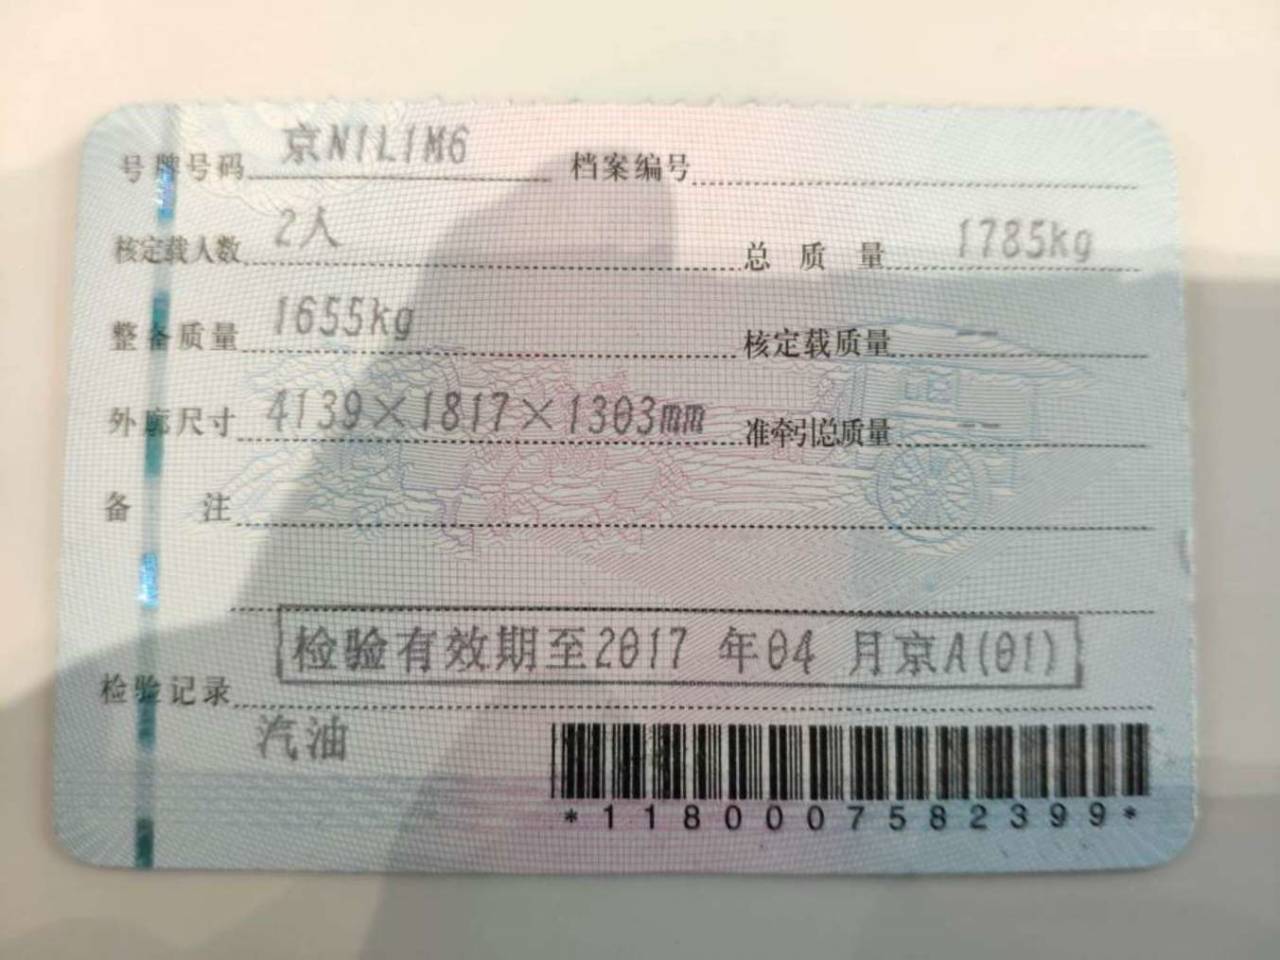 号牌号码 京N1L1M6 档案编号
核定载人数 2人 总质量 1785kg
整备质量 1655kg 核定载质量 --
外廓尺寸 4139×1817×1303mm 准牵引总质量 --
备注
检验有效期至2017 年04 月京A(01)
检验记录
汽油
*1180007582399*